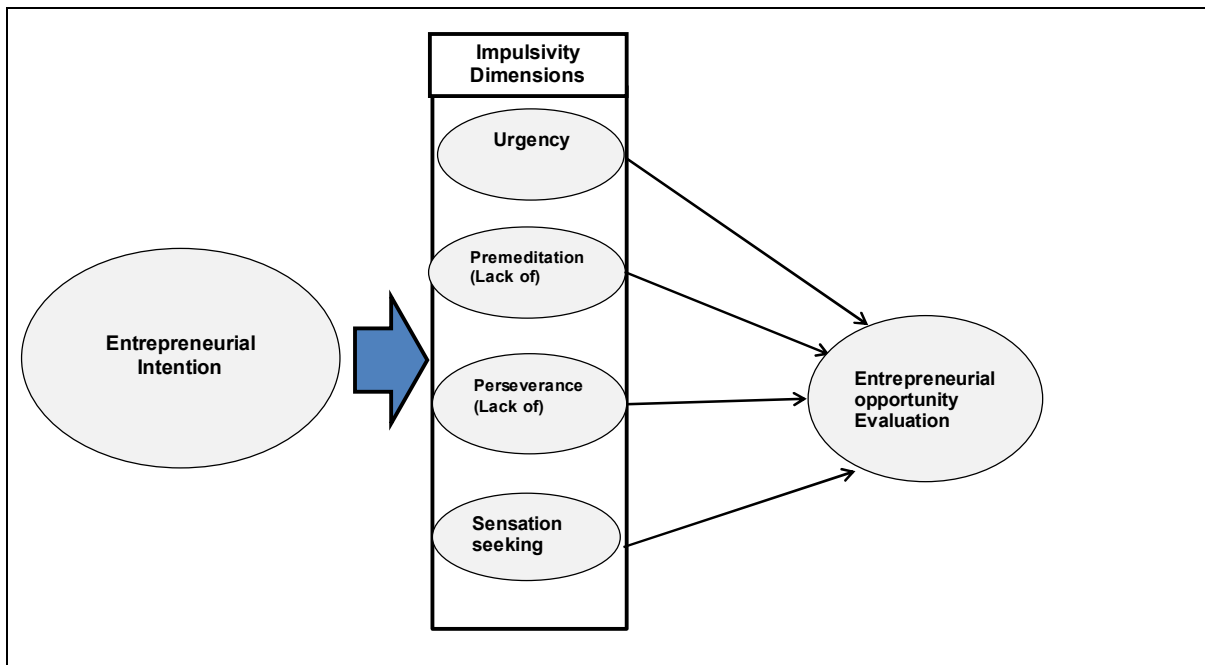 Impulsivity
Dimensions
Urgency
Premeditation
(Lack of)
Entrepreneurial
Intention
Perseverance
(Lack of)
Entrepreneurial
opportunity
Evaluation
Sensation
seeking